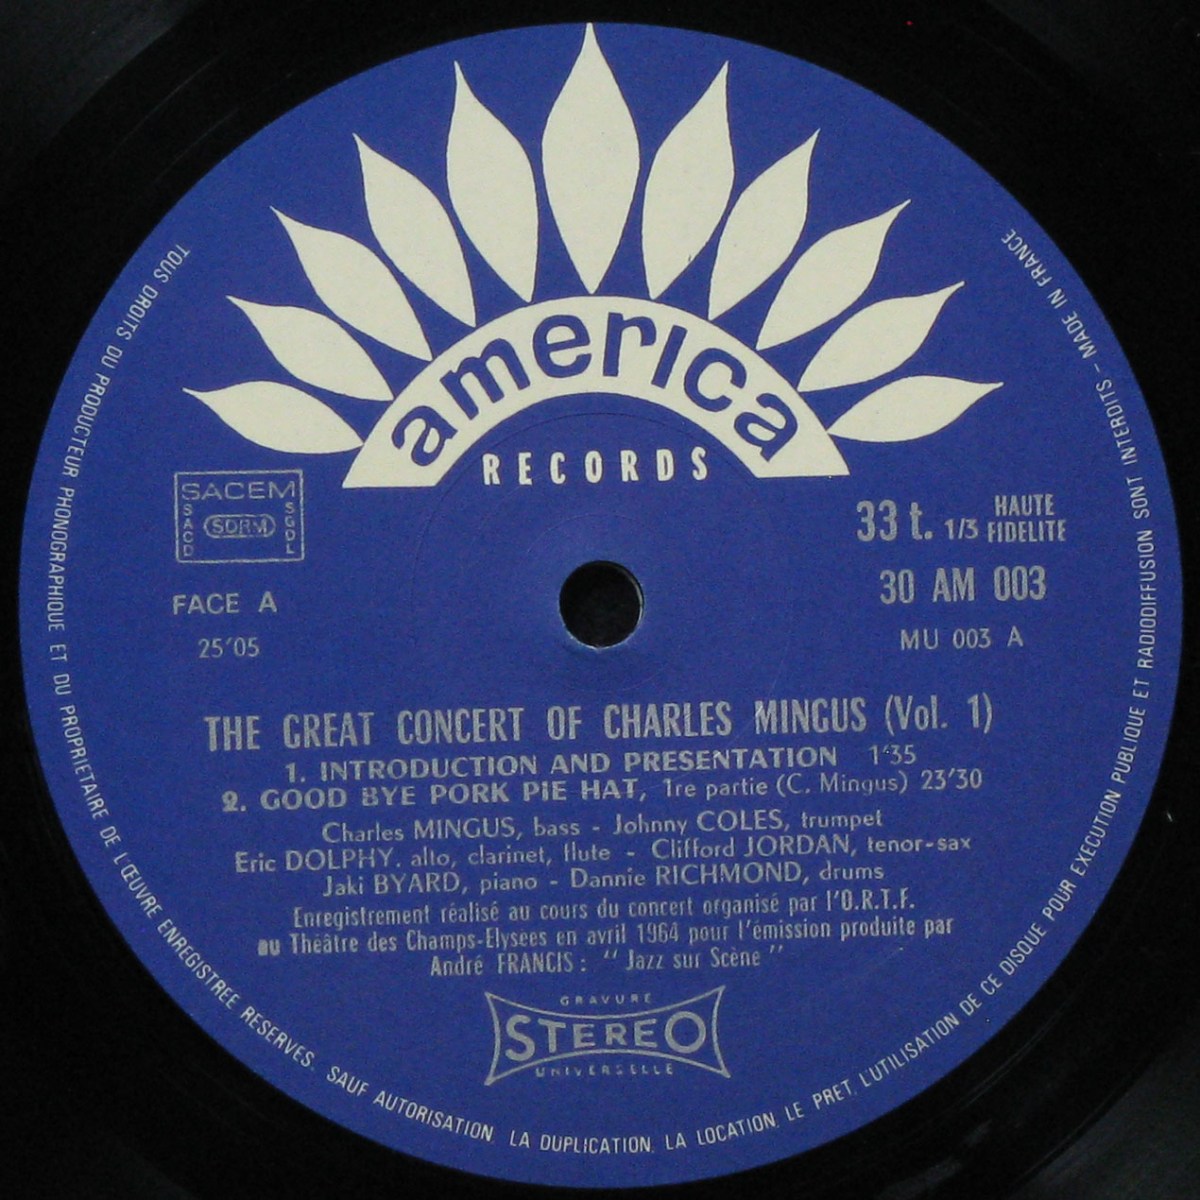 america
RECORDS
SACEM
SACD
SDRM
SGDL
FACE A
25'05
33 t. 1/3 HAUTE FIDELITE
30 AM 003
MU 003 A
THE GREAT CONCERT OF CHARLES MINGUS (Vol. 1)
1. INTRODUCTION AND PRESENTATION 1'35
2. GOOD BYE PORK PIE HAT, 1re partie (C. Mingus) 23'30
Charles MINGUS, bass - Johnny COLES, trumpet
Eric DOLPHY. alto, clarinet, flute - Clifford JORDAN, tenor-sax
Jaki BYARD, piano - Dannie RICHMOND, drums
Enregistrement réalisé au cours du concert organisé par l'O.R.T.F.
au Théâtre des Champs-Elysées en avril 1964 pour l'émission produite par
André FRANCIS : " Jazz sur Scène "
GRAVURE
STEREO
UNIVERSELLE
TOUS DROITS DU PRODUCTEUR PHONOGRAPHIQUE ET DU PROPRIETAIRE DE L'ŒUVRE ENREGISTREE RESERVES. SAUF AUTORISATION, LA DUPLICATION, LA LOCATION, LE PRET, L'UTILISATION DE CE DISQUE POUR EXECUTION PUBLIQUE ET RADIODIFFUSION SONT INTERDITS - MADE IN FRANCE